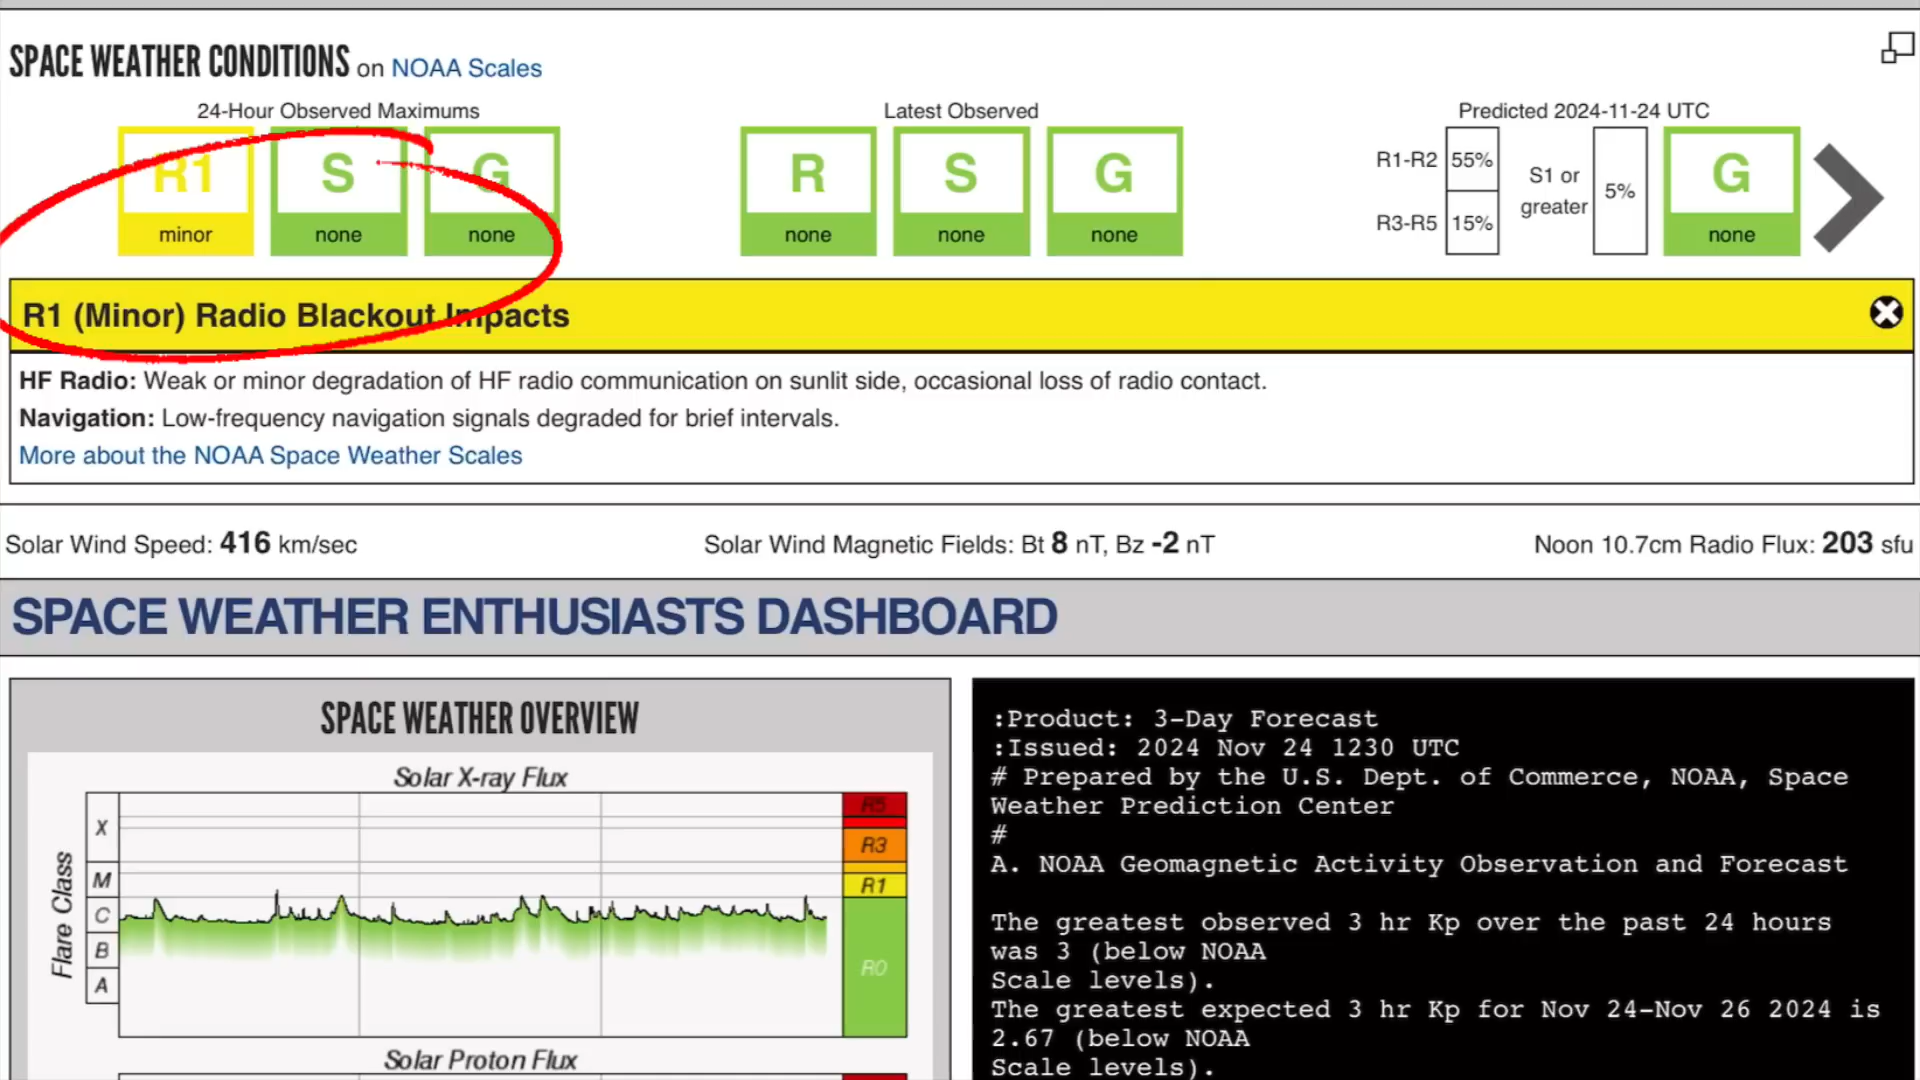 SPACE WEATHER CONDITIONS on NOAA Scales
24-Hour Observed Maximums
Latest Observed
Predicted 2024-11-24 UTC
R1
S
G
R
S
G
R1-R2
55%
S1 or
greater
5%
R3-R5
15%
G
minor
none
none
none
none
none
none
R1 (Minor) Radio Blackout Impacts
HF Radio: Weak or minor degradation of HF radio communication on sunlit side, occasional loss of radio contact.
Navigation: Low-frequency navigation signals degraded for brief intervals.
More about the NOAA Space Weather Scales
Solar Wind Speed: 416 km/sec
Solar Wind Magnetic Fields: Bt 8 nT, Bz -2 nT
Noon 10.7cm Radio Flux: 203 sfu
SPACE WEATHER ENTHUSIASTS DASHBOARD
SPACE WEATHER OVERVIEW
Solar X-ray Flux
Flare Class
X
M
C
B
A
R5
R3
R1
R0
Solar Proton Flux
:Product: 3-Day Forecast
:Issued: 2024 Nov 24 1230 UTC
# Prepared by the U.S. Dept. of Commerce, NOAA, Space
Weather Prediction Center
#
A. NOAA Geomagnetic Activity Observation and Forecast
The greatest observed 3 hr Kp over the past 24 hours
was 3 (below NOAA
Scale levels).
The greatest expected 3 hr Kp for Nov 24-Nov 26 2024 is
2.67 (below NOAA
Scale levels).